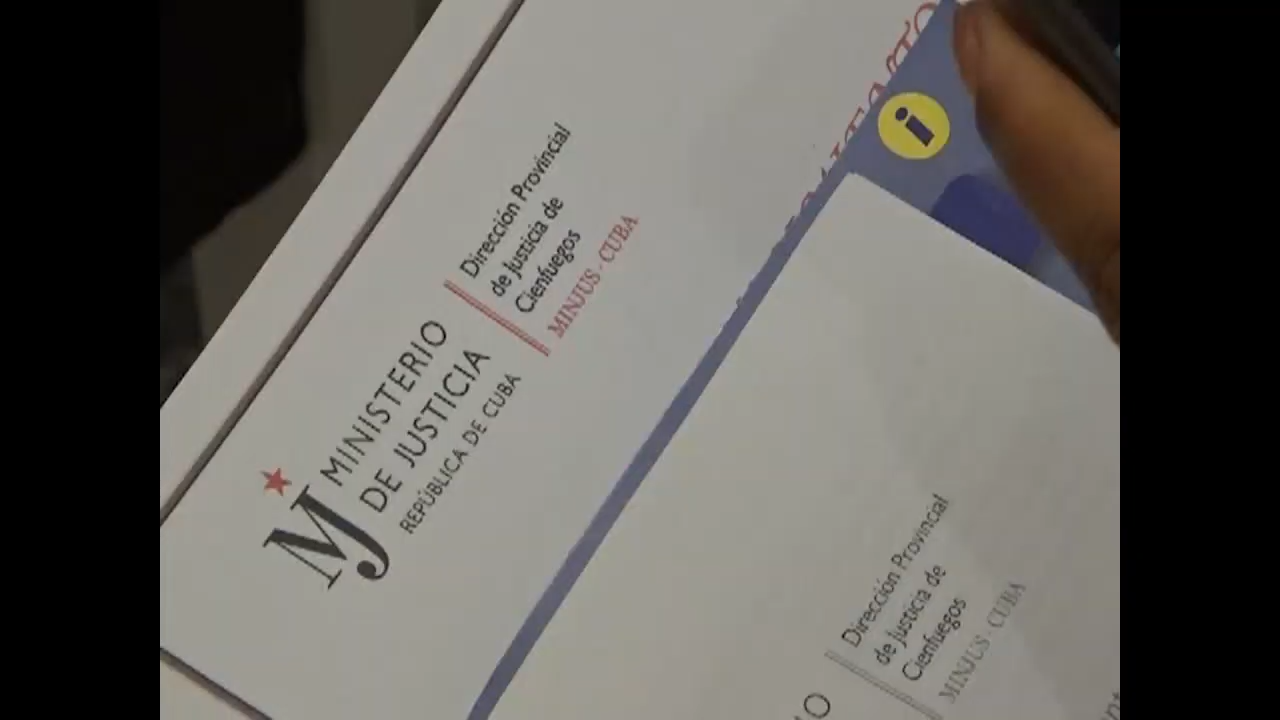 MJ
MINISTERIO
DE JUSTICIA
REPÚBLICA DE CUBA
Dirección Provincial
de Justicia de
Cienfuegos
MINJUS - CUBA
i
Dirección Provincial
de Justicia de
Cienfuegos
MINJUS - CUBA